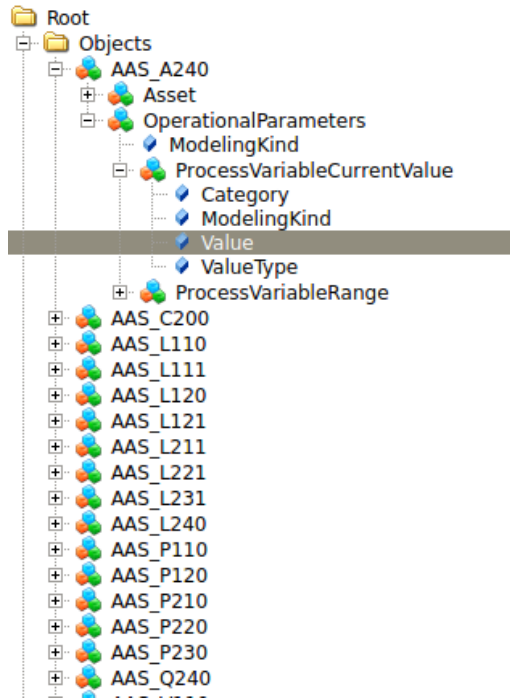 Root
Objects
AAS_A240
Asset
OperationalParameters
ModelingKind
ProcessVariableCurrentValue
Category
ModelingKind
Value
ValueType
ProcessVariableRange
AAS_C200
AAS_L110
AAS_L111
AAS_L120
AAS_L121
AAS_L211
AAS_L221
AAS_L231
AAS_L240
AAS_P110
AAS_P120
AAS_P210
AAS_P220
AAS_P230
AAS_Q240